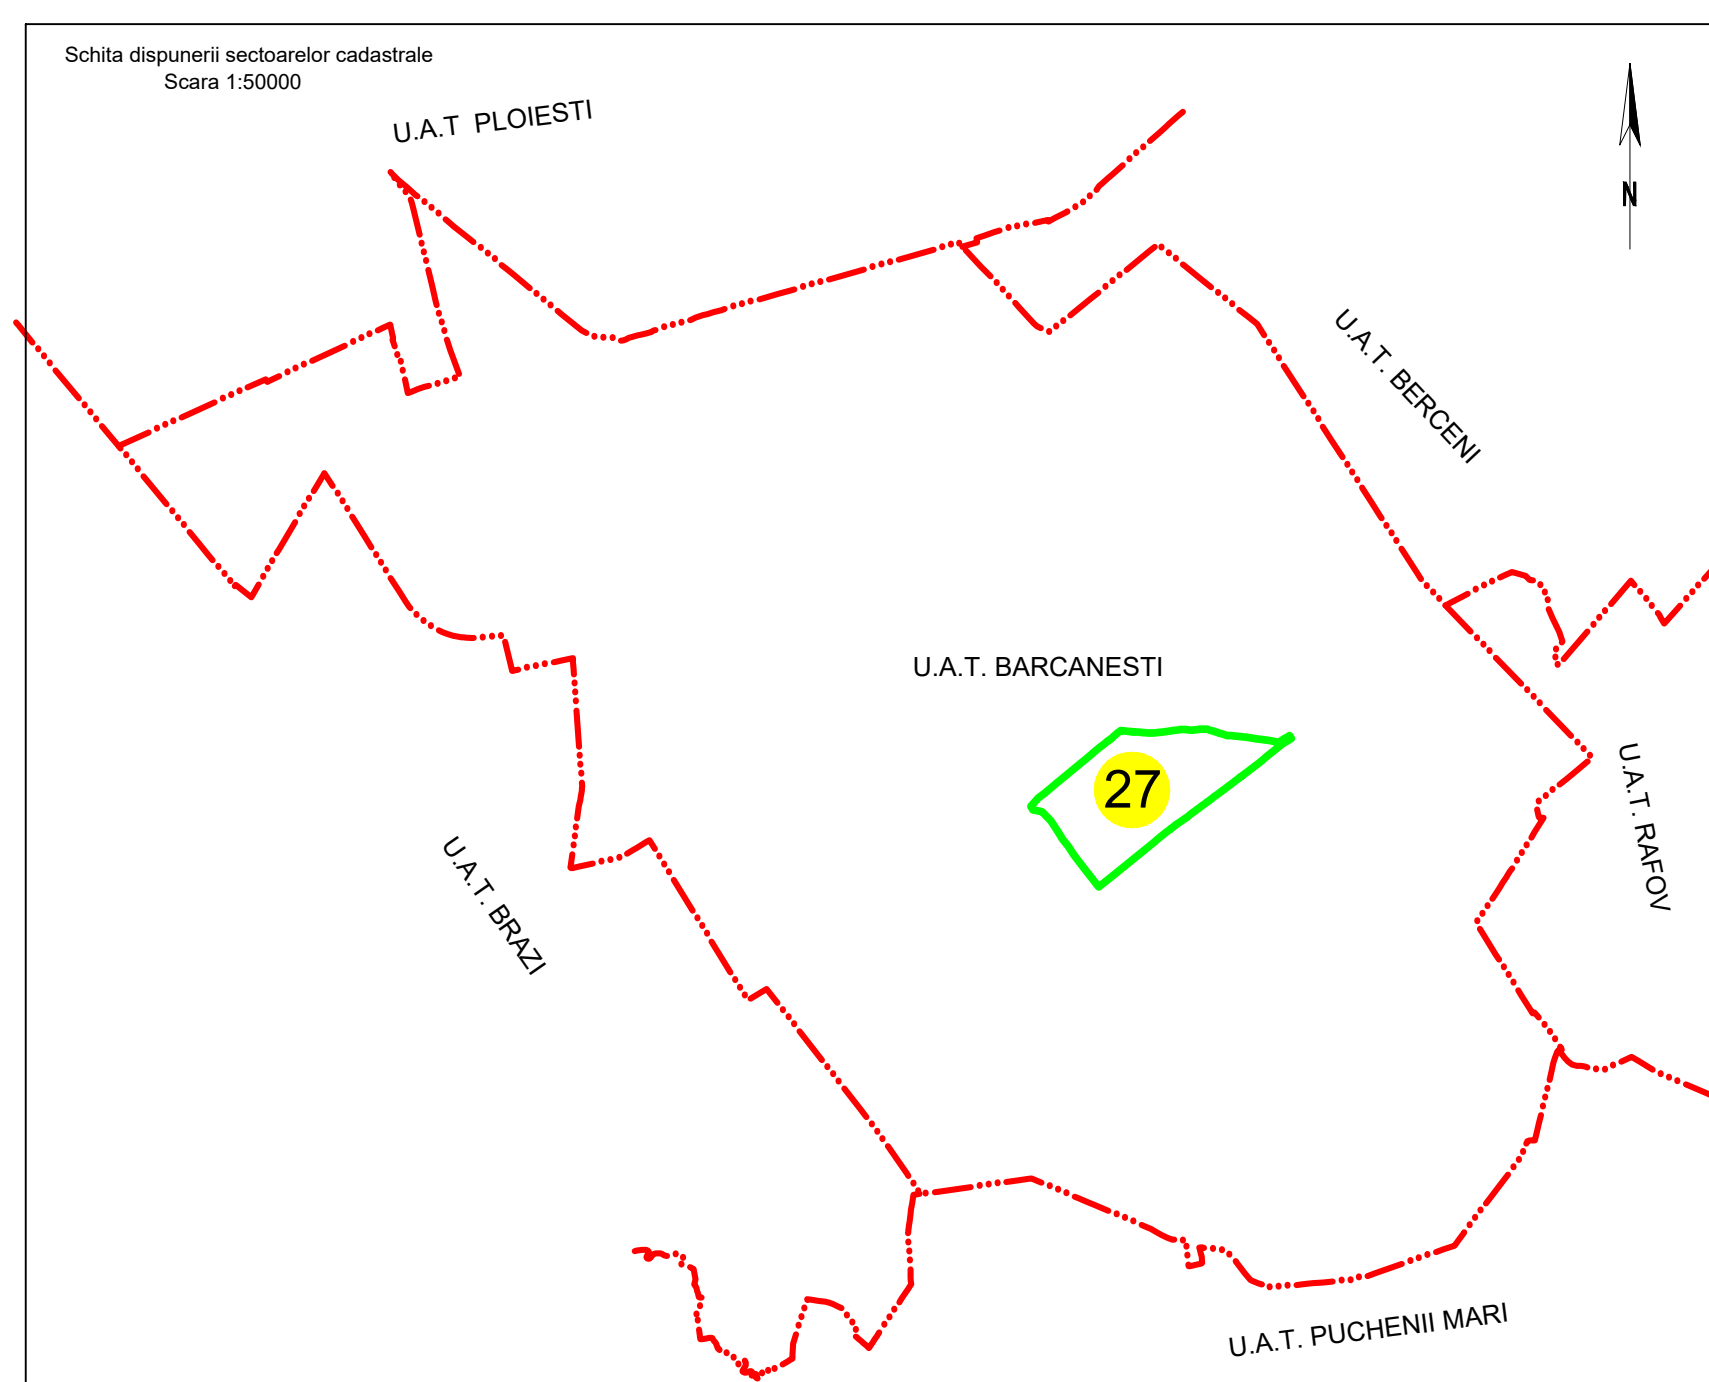 Schita dispunerii sectoarelor cadastrale
Scara 1:50000
U.A.T  PLOIESTI
N
U.A.T. BERCENI
U.A.T. BARCANESTI
27
U.A.T. RAFOV
U.A.T. BRAZI
U.A.T. PUCHENII MARI